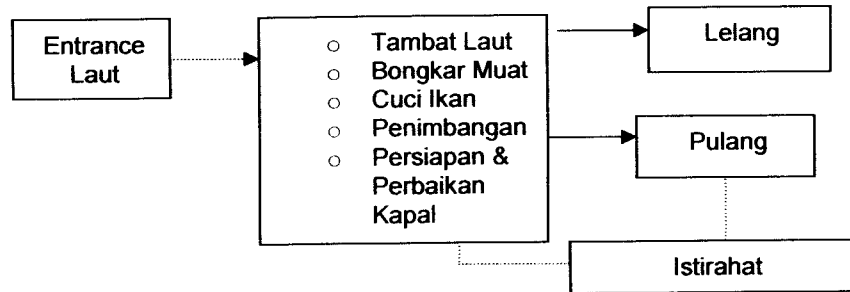 Entrance
Laut
○ Tambat Laut
○ Bongkar Muat
○ Cuci Ikan
○ Penimbangan
○ Persiapan &
Perbaikan
Kapal
Lelang
Pulang
Istirahat